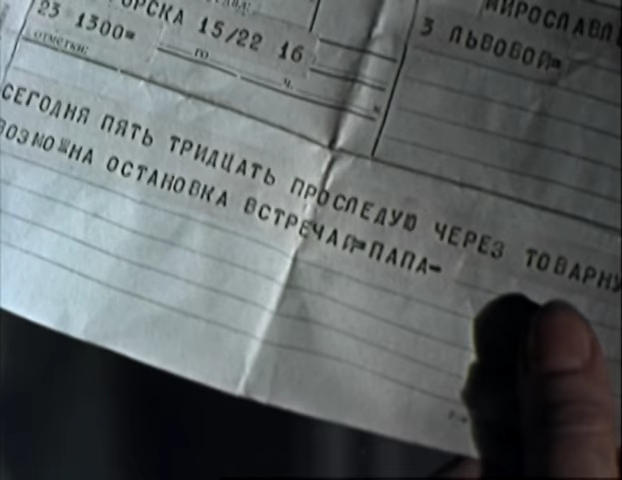 ОРСКА 15/22 16
23 1300=
отметки:
го
ч.
МИРОСЛАВЛ
3 ЛЬВОВОЙ=
СЕГОДНЯ ПЯТЬ ТРИДЦАТЬ ПРОСЛЕДУЮ ЧЕРЕЗ ТОВАРНУ
ВОЗМОЖНА ОСТАНОВКА ВСТРЕЧАЙ=ПАПА-